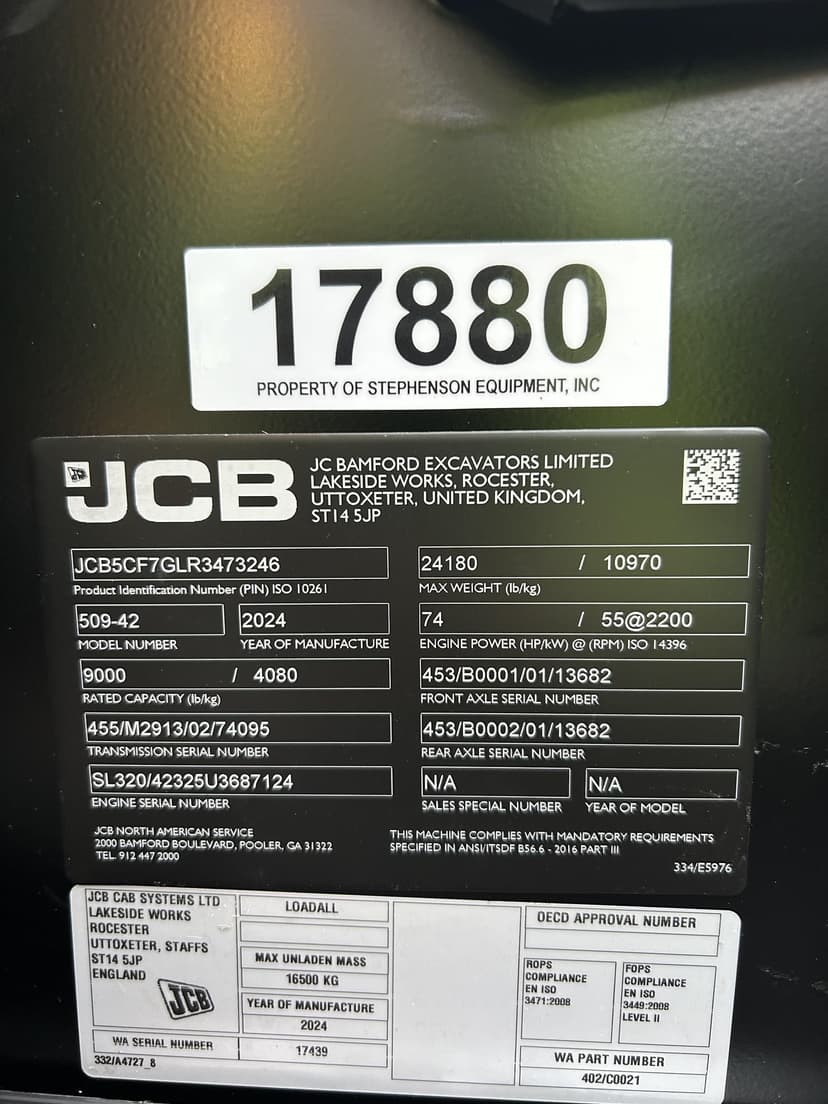 17880
PROPERTY OF STEPHENSON EQUIPMENT, INC
JCB
JC BAMFORD EXCAVATORS LIMITED
LAKESIDE WORKS, ROCESTER,
UTTOXETER, UNITED KINGDOM,
ST14 5JP
JCB5CF7GLR3473246
Product Identification Number (PIN) ISO 10261
24180 / 10970
MAX WEIGHT (lb/kg)
509-42
MODEL NUMBER
2024
YEAR OF MANUFACTURE
74 / 55@2200
ENGINE POWER (HP/kW) @ (RPM) ISO 14396
9000 / 4080
RATED CAPACITY (lb/kg)
453/B0001/01/13682
FRONT AXLE SERIAL NUMBER
455/M2913/02/74095
TRANSMISSION SERIAL NUMBER
453/B0002/01/13682
REAR AXLE SERIAL NUMBER
SL320/42325U3687124
ENGINE SERIAL NUMBER
N/A
SALES SPECIAL NUMBER
N/A
YEAR OF MODEL
JCB NORTH AMERICAN SERVICE
2000 BAMFORD BOULEVARD, POOLER, GA 31322
TEL. 912 447 2000
THIS MACHINE COMPLIES WITH MANDATORY REQUIREMENTS
SPECIFIED IN ANSI/ITSDF B56.6 - 2016 PART III
334/E5976
JCB CAB SYSTEMS LTD
LAKESIDE WORKS
ROCESTER
UTTOXETER, STAFFS
ST14 5JP
ENGLAND
JCB
WA SERIAL NUMBER
332/A4727_8
LOADALL
MAX UNLADEN MASS
16500 KG
YEAR OF MANUFACTURE
2024
17439
OECD APPROVAL NUMBER
ROPS
COMPLIANCE
EN ISO
3471:2008
FOPS
COMPLIANCE
EN ISO
3449:2008
LEVEL II
WA PART NUMBER
402/C0021